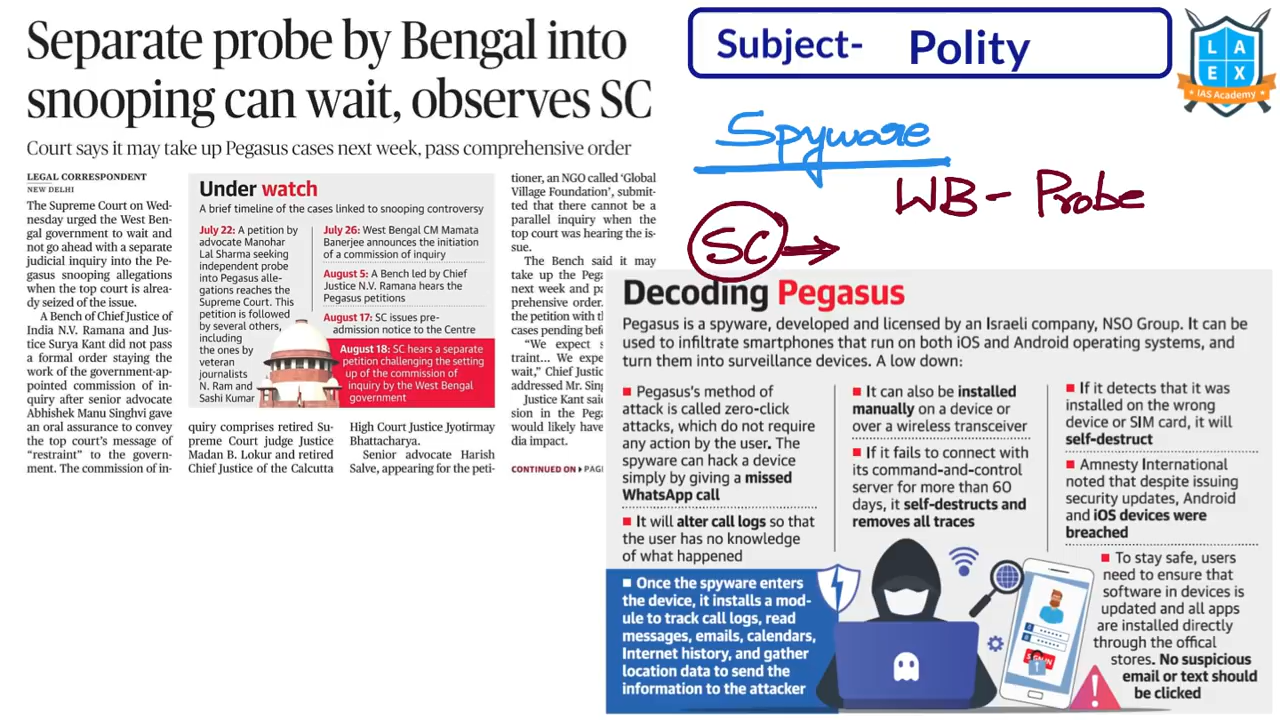 Separate probe by Bengal into
snooping can wait, observes SC
Court says it may take up Pegasus cases next week, pass comprehensive order
LEGAL CORRESPONDENT
NEW DELHI
The Supreme Court on Wed-
nesday urged the West Ben-
gal government to wait and
not go ahead with a separate
judicial inquiry into the Pe-
gasus snooping allegations
when the top court is alrea-
dy seized of the issue.
A Bench of Chief Justice of
India N.V. Ramana and Jus-
tice Surya Kant did not pass
a formal order staying the
work of the government-ap-
pointed commission of in-
quiry after senior advocate
Abhishek Manu Singhvi gave
an oral assurance to convey
the top court's message of
"restraint" to the govern-
ment. The commission of in-
Under watch
A brief timeline of the cases linked to snooping controversy
July 22: A petition by
advocate Manohar
Lal Sharma seeking
independent probe
into Pegasus alle-
gations reaches the
Supreme Court. This
petition is followed
by several others,
including
the ones by
veteran
journalists
N. Ram and
Sashi Kumar
July 26: West Bengal CM Mamata
Banerjee announces the initiation
of a commission of inquiry
August 5: A Bench led by Chief
Justice N.V. Ramana hears the
Pegasus petitions
August 17: SC issues pre-
admission notice to the Centre
August 18: SC hears a separate
petition challenging the setting
up of the commission of
inquiry by the West Bengal
government
quiry comprises retired Su-
preme Court judge Justice
Madan B. Lokur and retired
Chief Justice of the Calcutta
High Court Justice Jyotirmay
Bhattacharya.
Senior advocate Harish
Salve, appearing for the peti-
tioner, an NGO called 'Global
Village Foundation', submit-
ted that there cannot be a
parallel inquiry when the
top court was hearing the is-
sue.
The Bench said it may
take up the Pega
next week and pa
prehensive order.
the petition with t
cases pending befo
"We expect s
traint... We expe
wait," Chief Justic
addressed Mr. Sing
Justice Kant sai
sion in the Pega
would likely have
dia impact.
CONTINUED ON ▶ PAG
Subject- Polity
L A
E X
IAS Academy
Spyware
WB - Probe
SC →
Decoding Pegasus
Pegasus is a spyware, developed and licensed by an Israeli company, NSO Group. It can be
used to infiltrate smartphones that run on both iOS and Android operating systems, and
turn them into surveillance devices. A low down:
■ Pegasus's method of
attack is called zero-click
attacks, which do not require
any action by the user. The
spyware can hack a device
simply by giving a missed
WhatsApp call
■ It will alter call logs so that
the user has no knowledge
of what happened
■ Once the spyware enters
the device, it installs a mod-
ule to track call logs, read
messages, emails, calendars,
Internet history, and gather
location data to send the
information to the attacker
■ It can also be installed
manually on a device or
over a wireless transceiver
■ If it fails to connect with
its command-and-control
server for more than 60
days, it self-destructs and
removes all traces
■ If it detects that it was
installed on the wrong
device or SIM card, it will
self-destruct
■ Amnesty International
noted that despite issuing
security updates, Android
and iOS devices were
breached
■ To stay safe, users
need to ensure that
software in devices is
updated and all apps
are installed directly
through the offical
stores. No suspicious
email or text should
be clicked